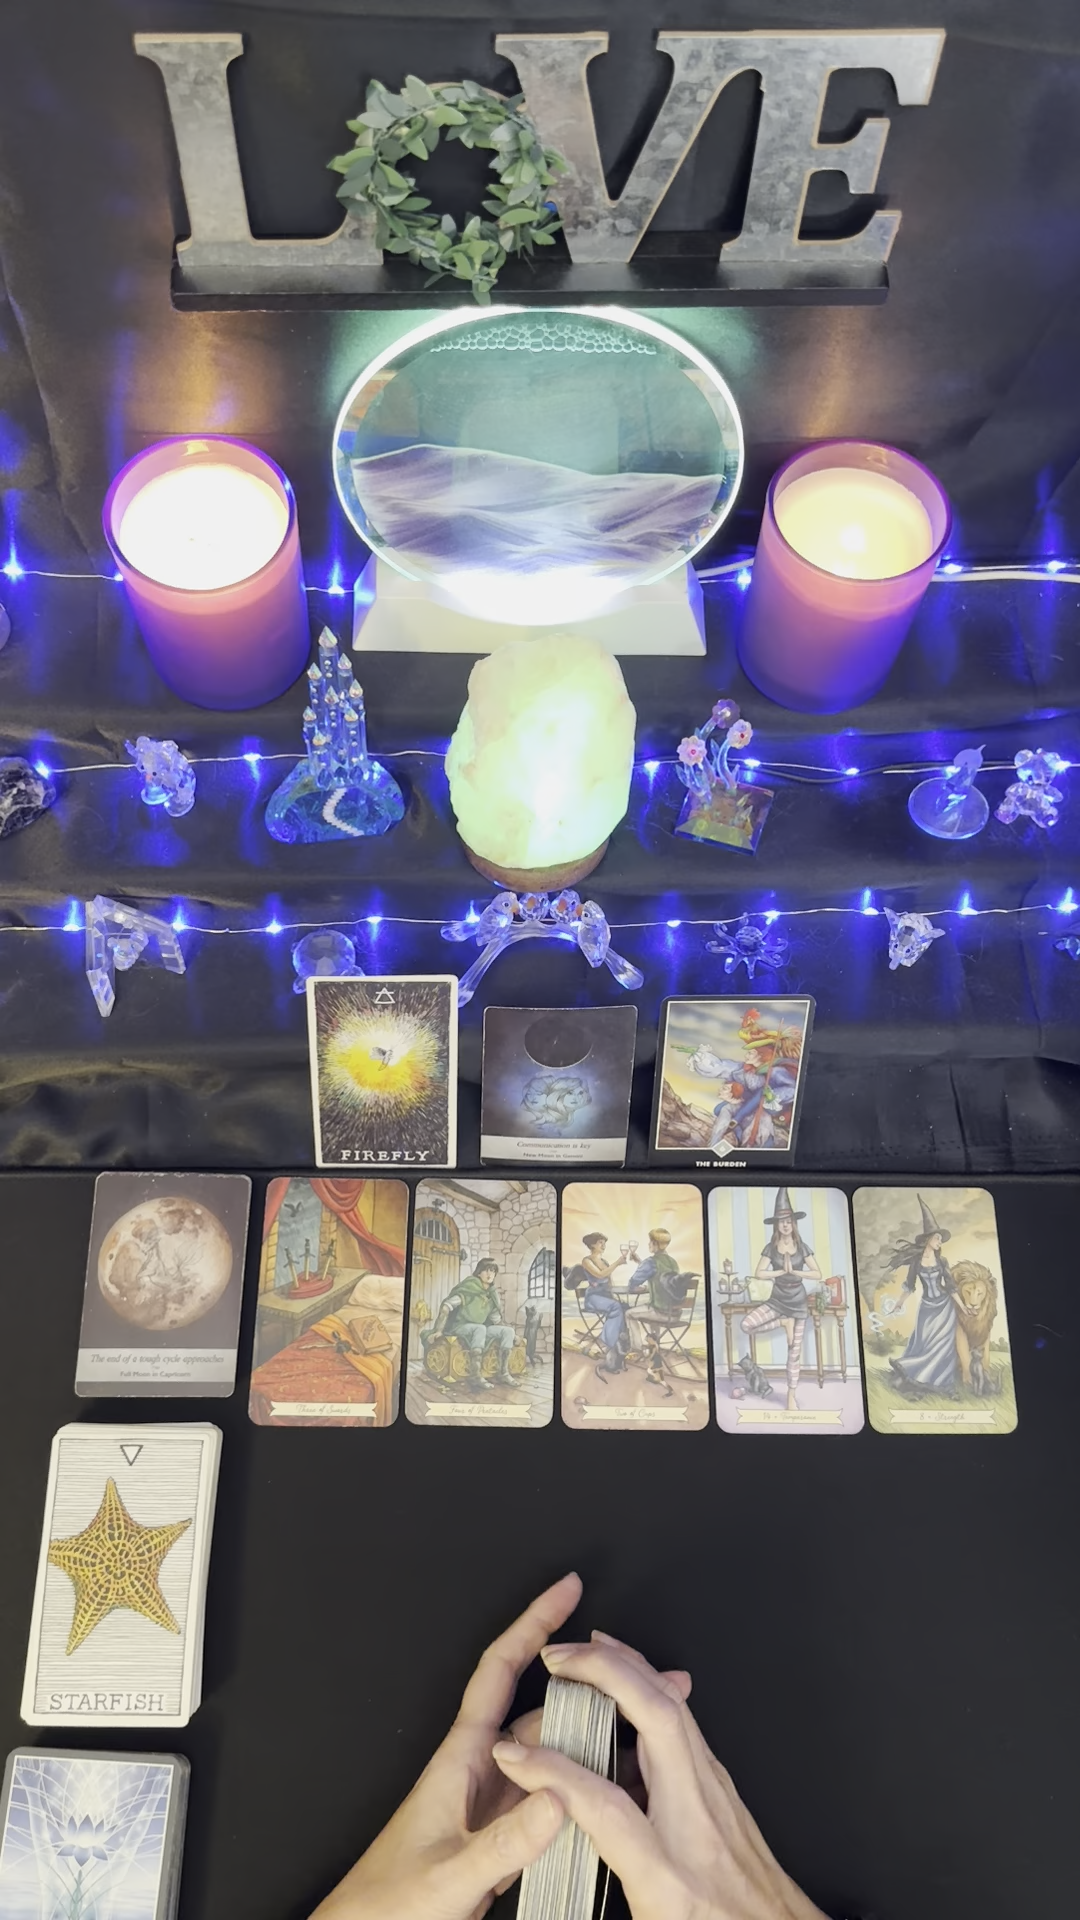 LOVE
FIREFLY
Communication is key
New Moon in Gemini
THE BURDEN
The end of a tough cycle approaches
Full Moon in Capricorn
Three of Swords
Four of Pentacles
Two of Cups
14 - Temperance
8 - Strength
STARFISH